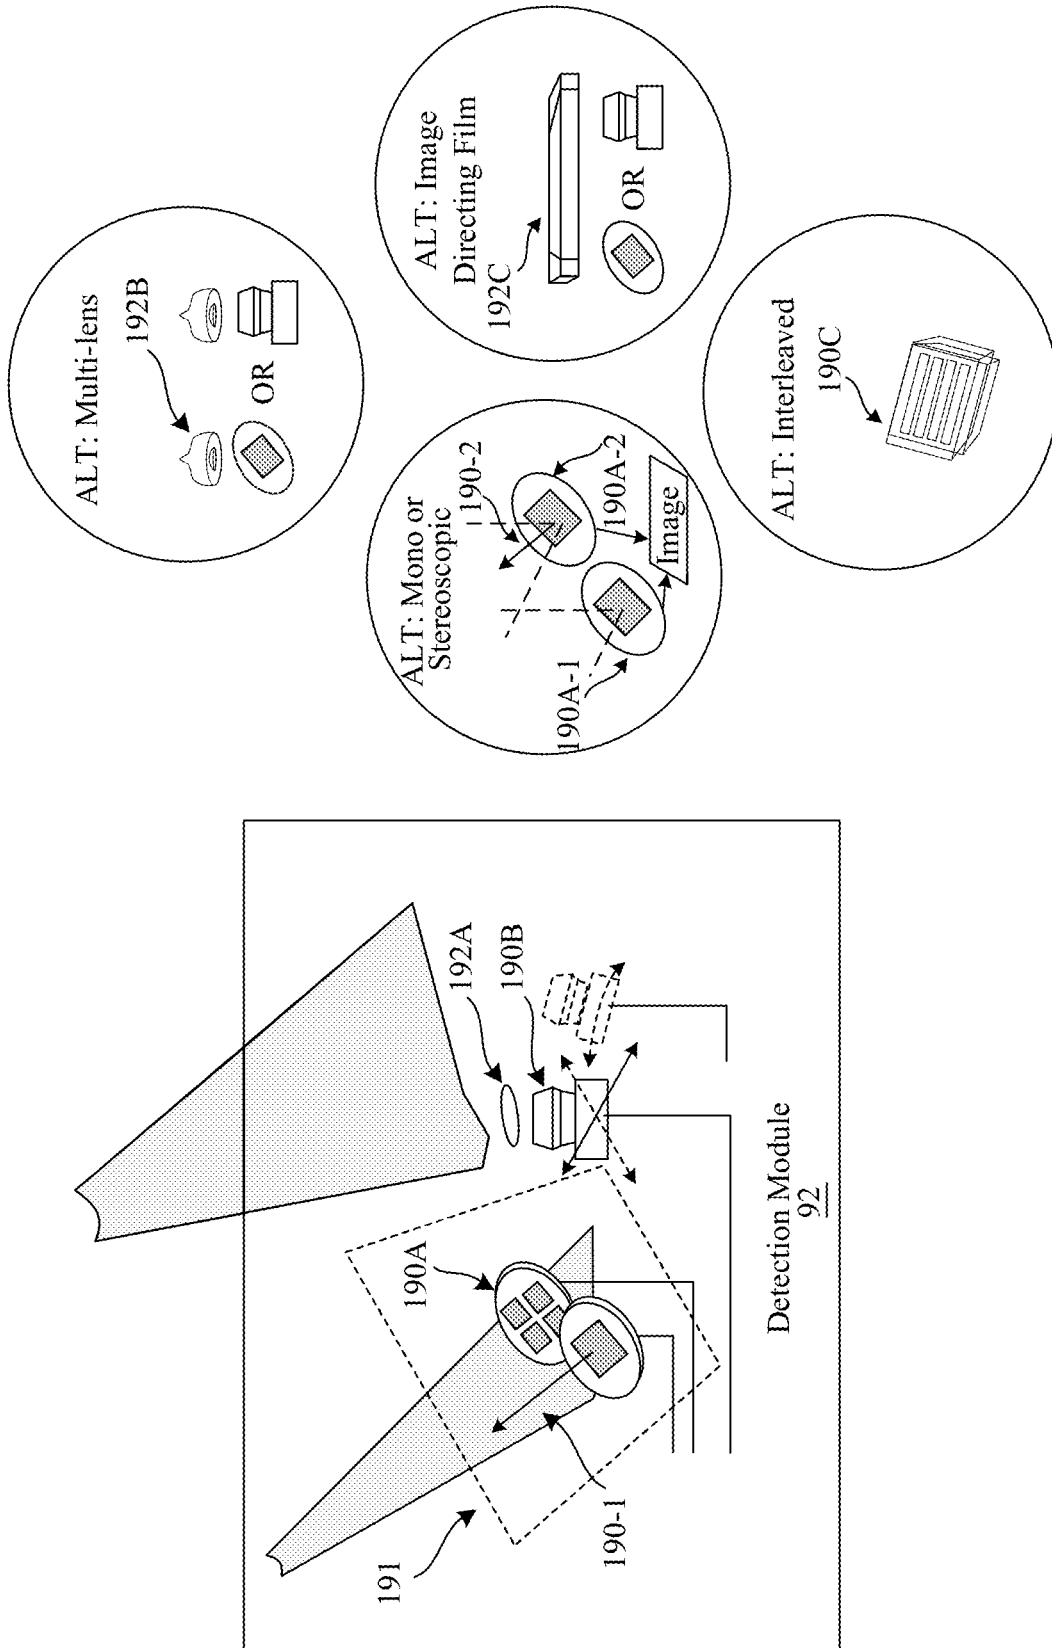 191
190-1
190A
192A
190B
Detection Module
92
ALT: Mono or
Stereoscopic
190-2
190A-1
190A-2
Image
ALT: Multi-lens
192B
OR
ALT: Image
Directing Film
192C
OR
ALT: Interleaved
190C